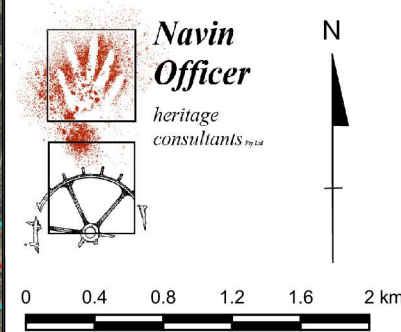 Navin
Officer
heritage
consultants Pty Ltd
N
0 0.4 0.8 1.2 1.6 2 km